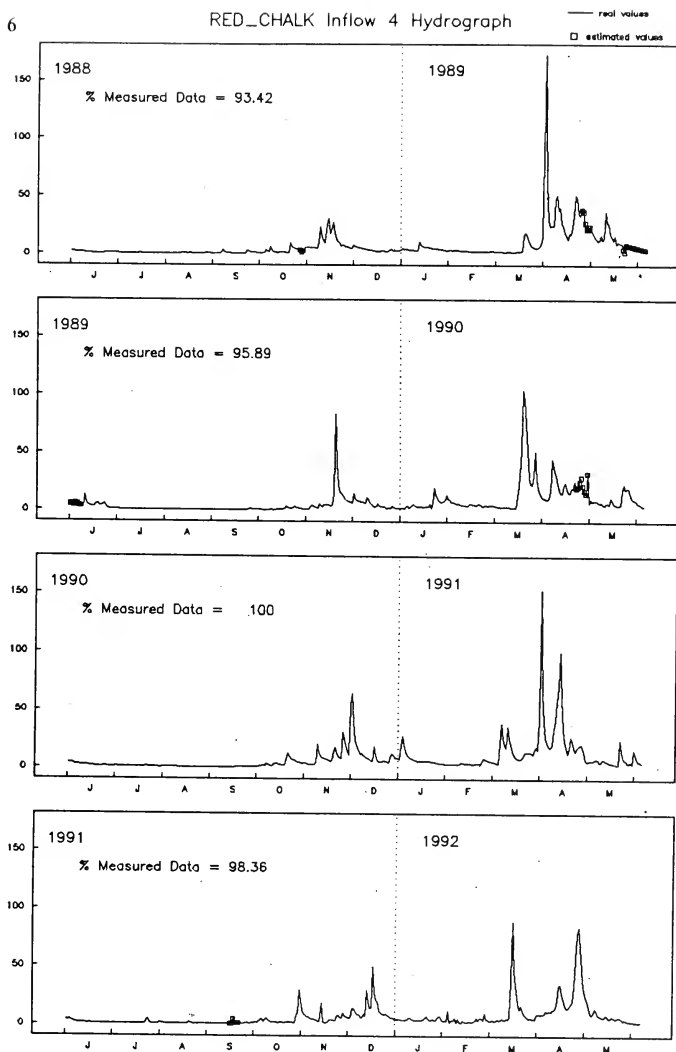 6
RED_CHALK Inflow 4 Hydrograph
real values
estimated values
1988
1989
% Measured Data = 93.42
150
100
50
0
J J A S O N D J F M A M
1989
1990
% Measured Data = 95.89
150
100
50
0
J J A S O N D J F M A M
1990
1991
% Measured Data = 100
150
100
50
0
J J A S O N D J F M A M
1991
1992
% Measured Data = 98.36
150
100
50
0
J J A S O N D J F M A M